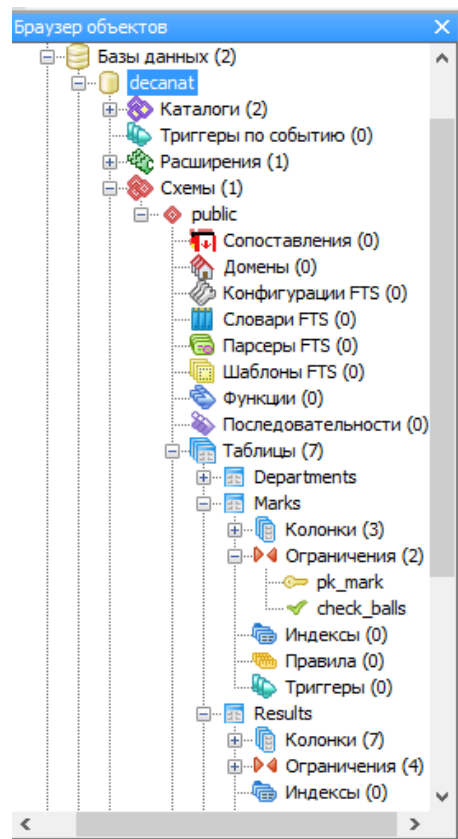 Браузер объектов
Базы данных (2)
decanat
Каталоги (2)
Триггеры по событию (0)
Расширения (1)
Схемы (1)
public
Сопоставления (0)
Домены (0)
Конфигурации FTS (0)
Словари FTS (0)
Парсеры FTS (0)
Шаблоны FTS (0)
Функции (0)
Последовательности (0)
Таблицы (7)
Departments
Marks
Колонки (3)
Ограничения (2)
pk_mark
check_balls
Индексы (0)
Правила (0)
Триггеры (0)
Results
Колонки (7)
Ограничения (4)
Индексы (0)